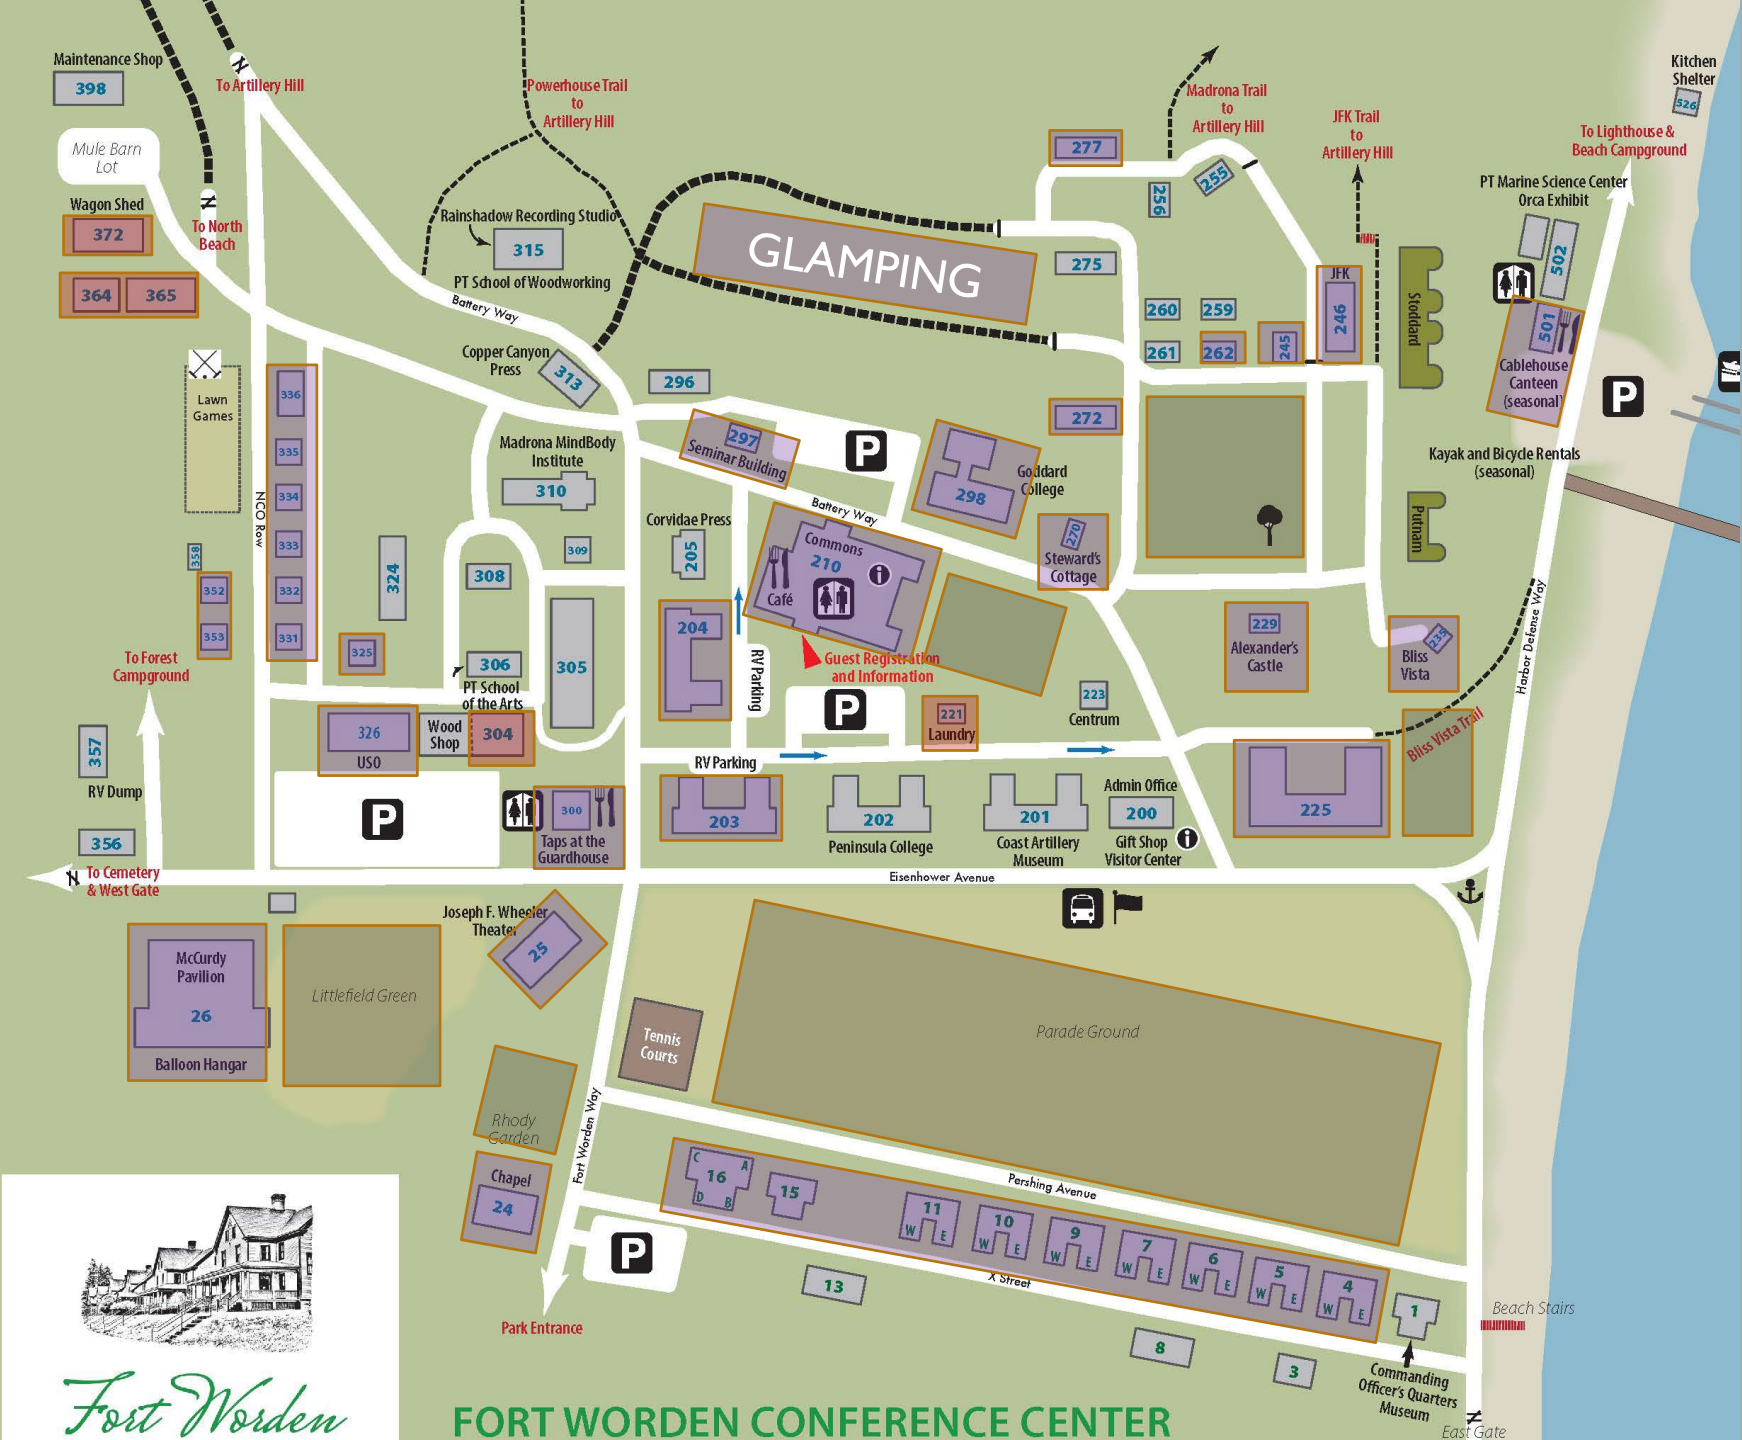 Maintenance Shop
398
To Artillery Hill
Mule Barn
Lot
Wagon Shed
372
364
365
To North
Beach
Powerhouse Trail
to
Artillery Hill
Rainshadow Recording Studio
315
PT School of Woodworking
Battery Way
Copper Canyon
Press
313
296
GLAMPING
277
Madrona Trail
to
Artillery Hill
256
255
275
260
259
261
262
245
JFK
246
JFK Trail
to
Artillery Hill
Stoddard
Kitchen
Shelter
526
To Lighthouse &
Beach Campground
PT Marine Science Center
Orca Exhibit
502
501
Cablehouse
Canteen
(seasonal)
P
Kayak and Bicycle Rentals
(seasonal)
Lawn
Games
336
335
334
333
332
331
NCO Row
358
352
353
324
325
Madrona MindBody
Institute
310
309
308
306
PT School
of the Arts
305
297
Seminar Building
P
Battery Way
272
298
Goddard
College
270
Steward's
Cottage
Corvidae Press
205
204
Commons
210
Café
Guest Registration
and Information
RV Parking
P
221
Laundry
223
Centrum
229
Alexander's
Castle
235
Bliss
Vista
Putnam
Harbor Defense Way
Bliss Vista Trail
To Forest
Campground
357
RV Dump
356
To Cemetery
& West Gate
326
USO
Wood
Shop
304
P
300
Taps at the
Guardhouse
RV Parking
203
202
Peninsula College
201
Coast Artillery
Museum
Admin Office
200
Gift Shop
Visitor Center
225
Eisenhower Avenue
McCurdy
Pavilion
26
Balloon Hangar
Littlefield Green
Joseph F. Wheeler
Theater
25
Tennis
Courts
Parade Ground
Rhody
Garden
Chapel
24
Fort Worden Way
P
Park Entrance
Pershing Avenue
C
A
16
D
B
15
11
W
E
10
W
E
9
W
E
7
W
E
6
W
E
5
W
E
4
W
E
X Street
13
8
3
1
Commanding
Officer's Quarters
Museum
Beach Stairs
East Gate
Fort Worden
FORT WORDEN CONFERENCE CENTER